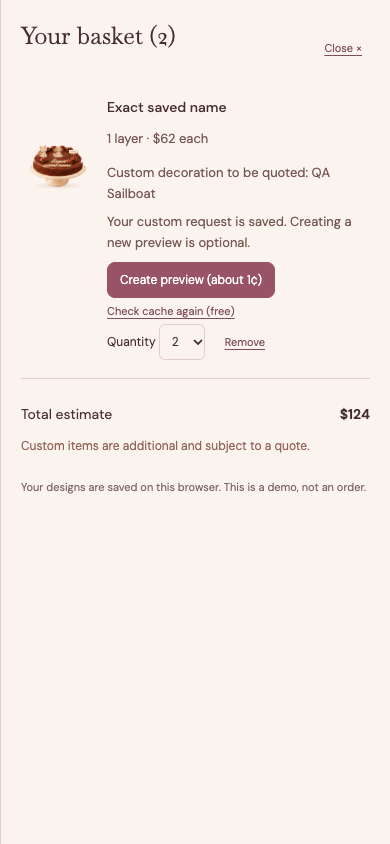 Your basket (2)
Close ×
Exact saved name
1 layer · $62 each
Custom decoration to be quoted: QA
Sailboat
Your custom request is saved. Creating a
new preview is optional.
Create preview (about 1¢)
Check cache again (free)
Quantity 2 Remove
Total estimate $124
Custom items are additional and subject to a quote.
Your designs are saved on this browser. This is a demo, not an order.